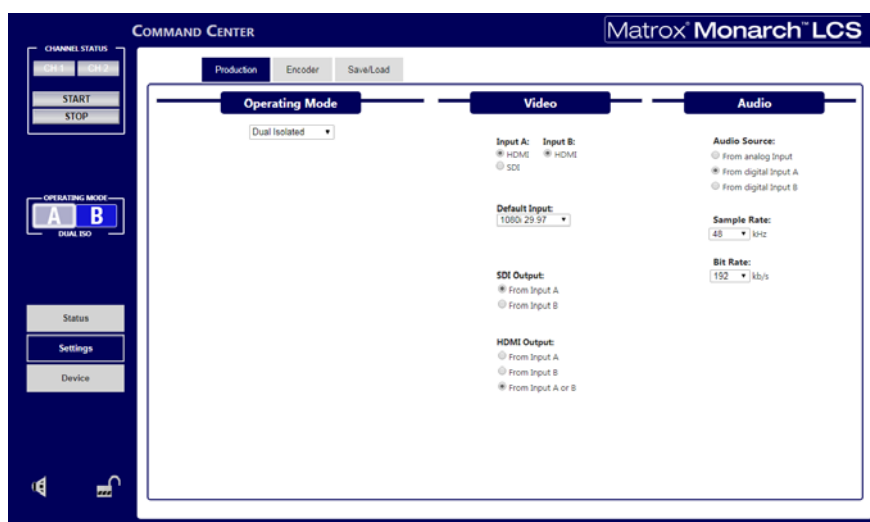 COMMAND CENTER
Matrox® Monarch™ LCS
CHANNEL STATUS
CH-1 CH-2
START
STOP
OPERATING MODE
A B
DUAL ISO
Status
Settings
Device
Production Encoder Save/Load
Operating Mode
Dual Isolated
Video
Input A: Input B:
HDMI HDMI
SDI
Default Input:
1080i 29.97
SDI Output:
From Input A
From Input B
HDMI Output:
From Input A
From Input B
From Input A or B
Audio
Audio Source:
From analog Input
From digital Input A
From digital Input B
Sample Rate:
48 kHz
Bit Rate:
192 kb/s